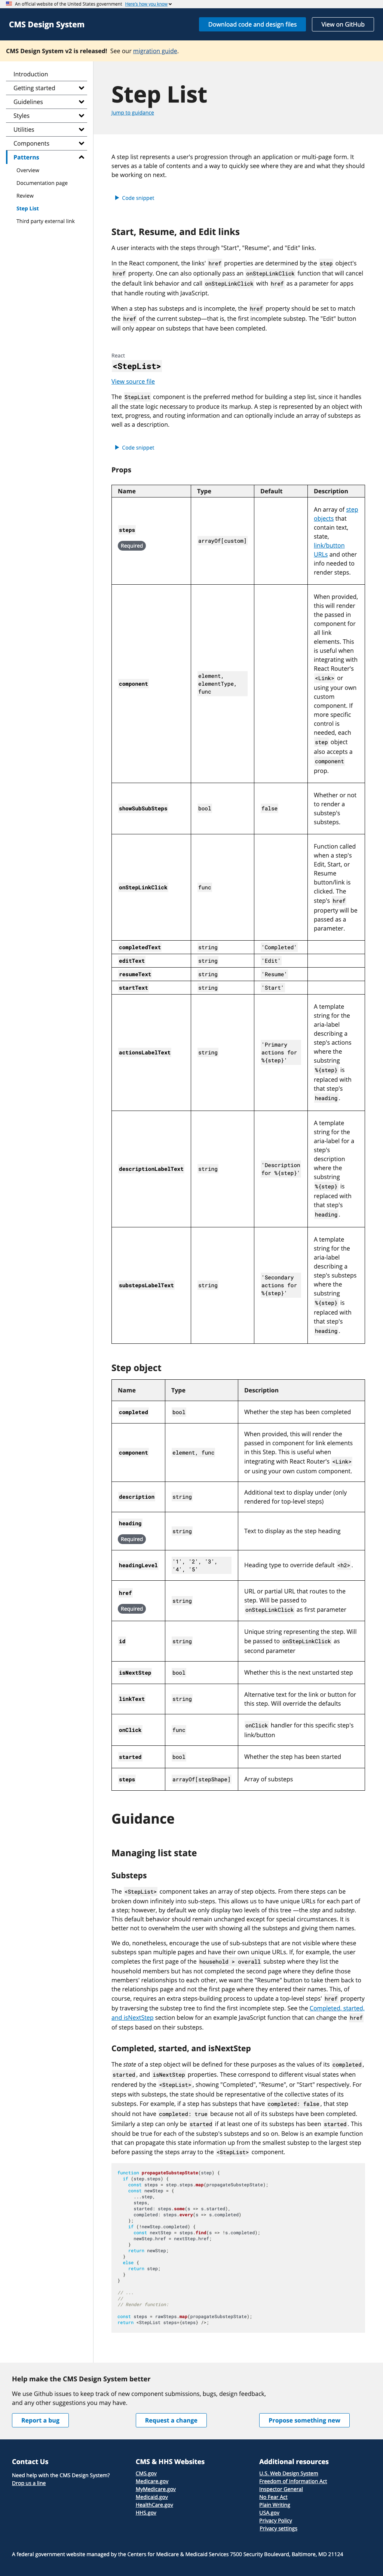 An official website of the United States government Here's how you know
CMS Design System
Download code and design files
View on GitHub
CMS Design System v2 is released! See our migration guide.
Introduction
Getting started
Guidelines
Styles
Utilities
Components
Patterns
Overview
Documentation page
Review
Step List
Third party external link
Step List
Jump to guidance
A step list represents a user's progression through an application or multi-page form. It
serves as a table of contents and a way to quickly see where they are and what they should
be working on next.
Code snippet
Start, Resume, and Edit links
A user interacts with the steps through "Start", "Resume", and "Edit" links.
In the React component, the links' href properties are determined by the step object's
href property. One can also optionally pass an onStepLinkClick function that will cancel
the default link behavior and call onStepLinkClick with href as a parameter for apps
that handle routing with JavaScript.
When a step has substeps and is incomplete, the href property should be set to match
the href of the current substep—that is, the first incomplete substep. The "Edit" button
will only appear on substeps that have been completed.
React
<StepList>
View source file
The StepList component is the preferred method for building a step list, since it handles
all the state logic necessary to produce its markup. A step is represented by an object with
text, progress, and routing information and can optionally include an array of substeps as
well as a description.
Code snippet
Props
Name Type Default Description
steps
Required
arrayOf[custom]
An array of step
objects that
contain text,
state,
link/button
URLs and other
info needed to
render steps.
component
element,
elementType,
func
When provided,
this will render
the passed in
component for
all link
elements. This
is useful when
integrating with
React Router's
<Link> or
using your own
custom
component. If
more specific
control is
needed, each
step object
also accepts a
component
prop.
showSubSubSteps
bool
false
Whether or not
to render a
substep's
substeps.
onStepLinkClick
func
Function called
when a step's
Edit, Start, or
Resume
button/link is
clicked. The
step's href
property will be
passed as a
parameter.
completedText string 'Completed'
editText string 'Edit'
resumeText string 'Resume'
startText string 'Start'
actionsLabelText
string
'Primary
actions for
%{step}'
A template
string for the
aria-label
describing a
step's actions
where the
substring
%{step} is
replaced with
that step's
heading.
descriptionLabelText
string
'Description
for %{step}'
A template
string for the
aria-label for a
step's
description
where the
substring
%{step} is
replaced with
that step's
heading.
substepsLabelText
string
'Secondary
actions for
%{step}'
A template
string for the
aria-label
describing a
step's substeps
where the
substring
%{step} is
replaced with
that step's
heading.
Step object
Name Type Description
completed bool Whether the step has been completed
component
element, func
When provided, this will render the
passed in component for link elements
in this Step. This is useful when
integrating with React Router's <Link>
or using your own custom component.
description
string
Additional text to display under (only
rendered for top-level steps)
heading
Required
string
Text to display as the step heading
headingLevel
'1', '2', '3',
'4', '5'
Heading type to override default <h2>.
href
Required
string
URL or partial URL that routes to the
step. Will be passed to
onStepLinkClick as first parameter
id
string
Unique string representing the step. Will
be passed to onStepLinkClick as
second parameter
isNextStep bool Whether this is the next unstarted step
linkText
string
Alternative text for the link or button for
this step. Will override the defaults
onClick
func
onClick handler for this specific step's
link/button
started bool Whether the step has been started
steps arrayOf[stepShape] Array of substeps
Guidance
Managing list state
Substeps
The <StepList> component takes an array of step objects. From there steps can be
broken down infinitely into sub-steps. This allows us to have multiple pages of a single or
two step; however, by default we only display two levels of this tree —the step and substep.
This default behavior should remain unchanged except for special circumstances. It is
better not to overwhelm the user with showing all the substeps and giving them names.
We do, nonetheless, encourage the use of sub-substeps that are not visible where these
substeps span multiple pages and have their own unique URLs. If, for example, the user
completes the first page of the household > overall substep where they list the
household members but has not completed the second page where they define those
members' relationships to each other, we want the "Resume" button to take them back to
the relationships page and not to the first page where they've already completed their
work. In order to do this, recursive propagation of links up to top-level steps' href property
by traversing the steps tree to find the first incomplete step. See the Completed, started,
and isNextStep section below for an example JavaScript function that can change the href
of steps based on their substeps.
Completed, started, and isNextStep
The state of a step will be defined for these purposes as the values of its completed,
started, and isNextStep properties. These correspond to different visual states when
rendered by the <StepList>, showing "Completed", "Resume", or "Start" respectively. For
steps with substeps, the state should be representative of the collective state of its
substeps. For example, if a step has substeps that have completed: false, that step
should not have completed: true because not all of its substeps have been completed.
Similarly a step can only be started if at least one of its substeps has been started. This
should be true all the way down the tree of substeps. Below is an example function
that can propagate this state information up from the smallest substep to the largest step
before passing the steps array to the <StepList> component.
function propagateSubstepState(step) {
if (step.steps) {
const steps = step.steps.map(propagateSubstepState);
const newStep = {
...step,
steps,
started: steps.some(s => s.started),
completed: steps.every(s => s.completed)
};
if (!newStep.completed) {
const nextStep = steps.find(s => !s.completed);
newStep.href = nextStep.href;
}
return newStep;
}
else {
return step;
}
}
// ...
//
// Render function:
const steps = rawSteps.map(propagateSubstepState);
return <StepList steps={steps} />;
Help make the CMS Design System better
We use Github issues to keep track of new component submissions, bugs, design feedback,
and any other suggestions you may have.
Report a bug
Request a change
Propose something new
Contact Us
Need help with the CMS Design System?
Drop us a line
CMS & HHS Websites
CMS.gov
Medicare.gov
MyMedicare.gov
Medicaid.gov
HealthCare.gov
HHS.gov
Additional resources
U.S. Web Design System
Freedom of Information Act
Inspector General
No Fear Act
Plain Writing
USA.gov
Privacy Policy
Privacy settings
A federal government website managed by the Centers for Medicare & Medicaid Services 7500 Security Boulevard, Baltimore, MD 21124